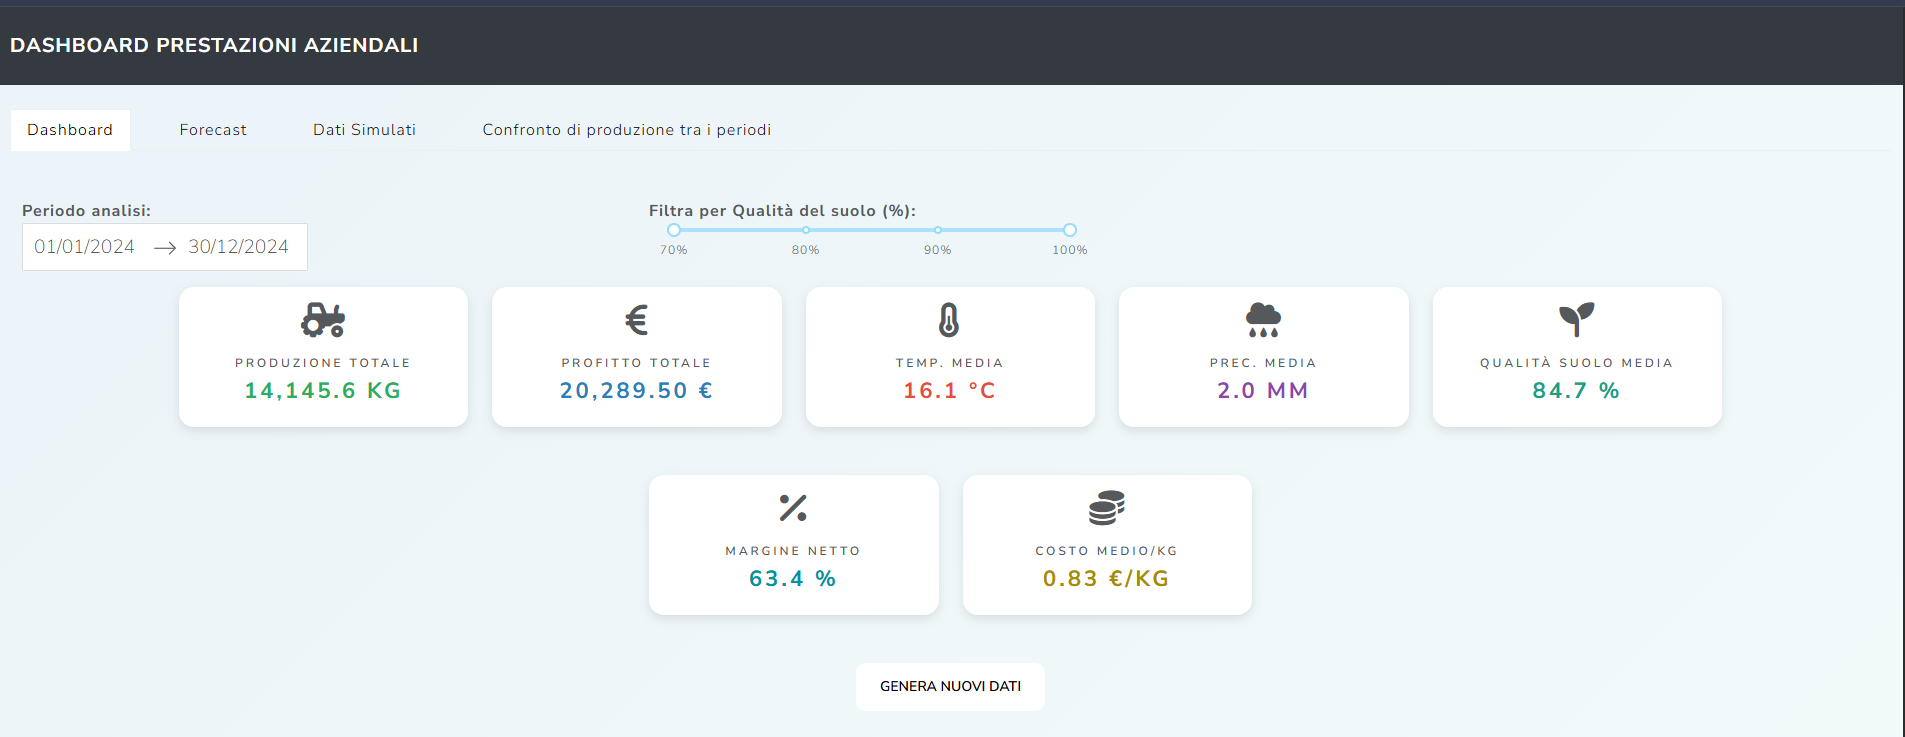 DASHBOARD PRESTAZIONI AZIENDALI
Dashboard Forecast Dati Simulati Confronto di produzione tra i periodi
Periodo analisi:
01/01/2024 → 30/12/2024
Filtra per Qualità del suolo (%):
70% 80% 90% 100%
PRODUZIONE TOTALE
14,145.6 KG
PROFITTO TOTALE
20,289.50 €
TEMP. MEDIA
16.1 °C
PREC. MEDIA
2.0 MM
QUALITÀ SUOLO MEDIA
84.7 %
MARGINE NETTO
63.4 %
COSTO MEDIO/KG
0.83 €/KG
GENERA NUOVI DATI